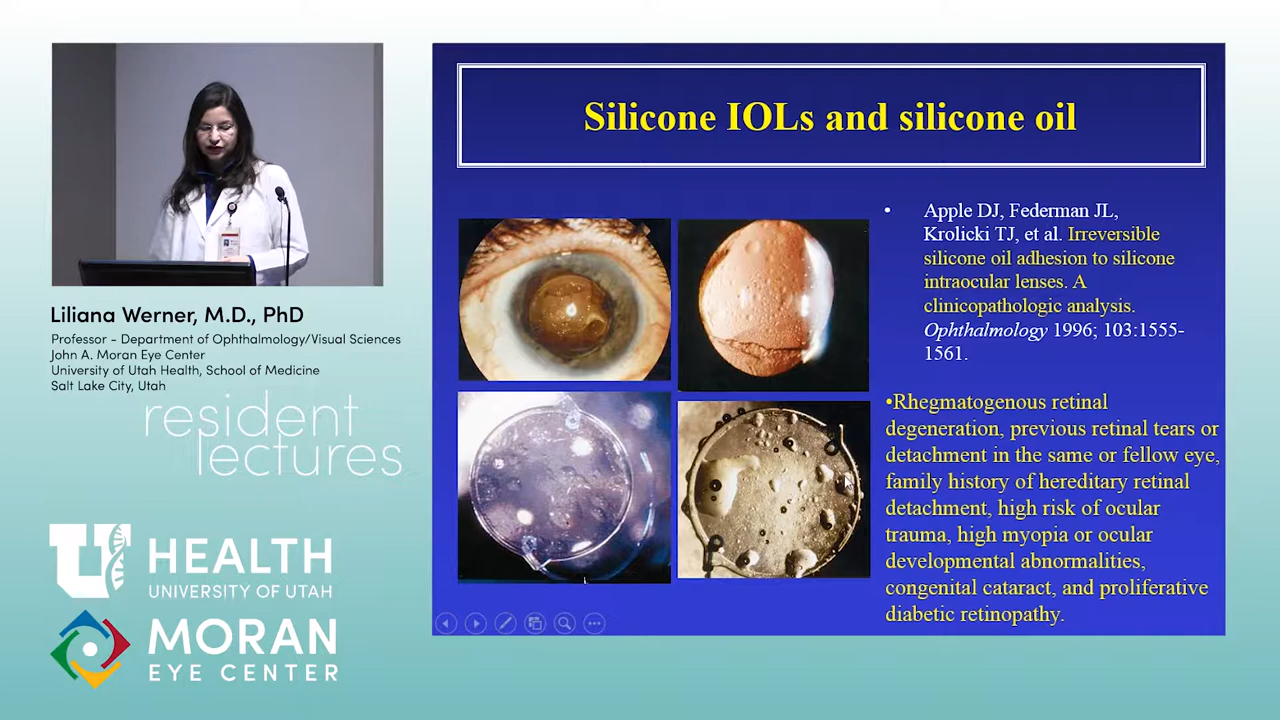 Silicone IOLs and silicone oil
• Apple DJ, Federman JL,
Krolicki TJ, et al. Irreversible
silicone oil adhesion to silicone
intraocular lenses. A
clinicopathologic analysis.
Ophthalmology 1996; 103:1555-
1561.
•Rhegmatogenous retinal
degeneration, previous retinal tears or
detachment in the same or fellow eye,
family history of hereditary retinal
detachment, high risk of ocular
trauma, high myopia or ocular
developmental abnormalities,
congenital cataract, and proliferative
diabetic retinopathy.
Liliana Werner, M.D., PhD
Professor - Department of Ophthalmology/Visual Sciences
John A. Moran Eye Center
University of Utah Health, School of Medicine
Salt Lake City, Utah
resident
lectures
U HEALTH
UNIVERSITY OF UTAH
MORAN
EYE CENTER